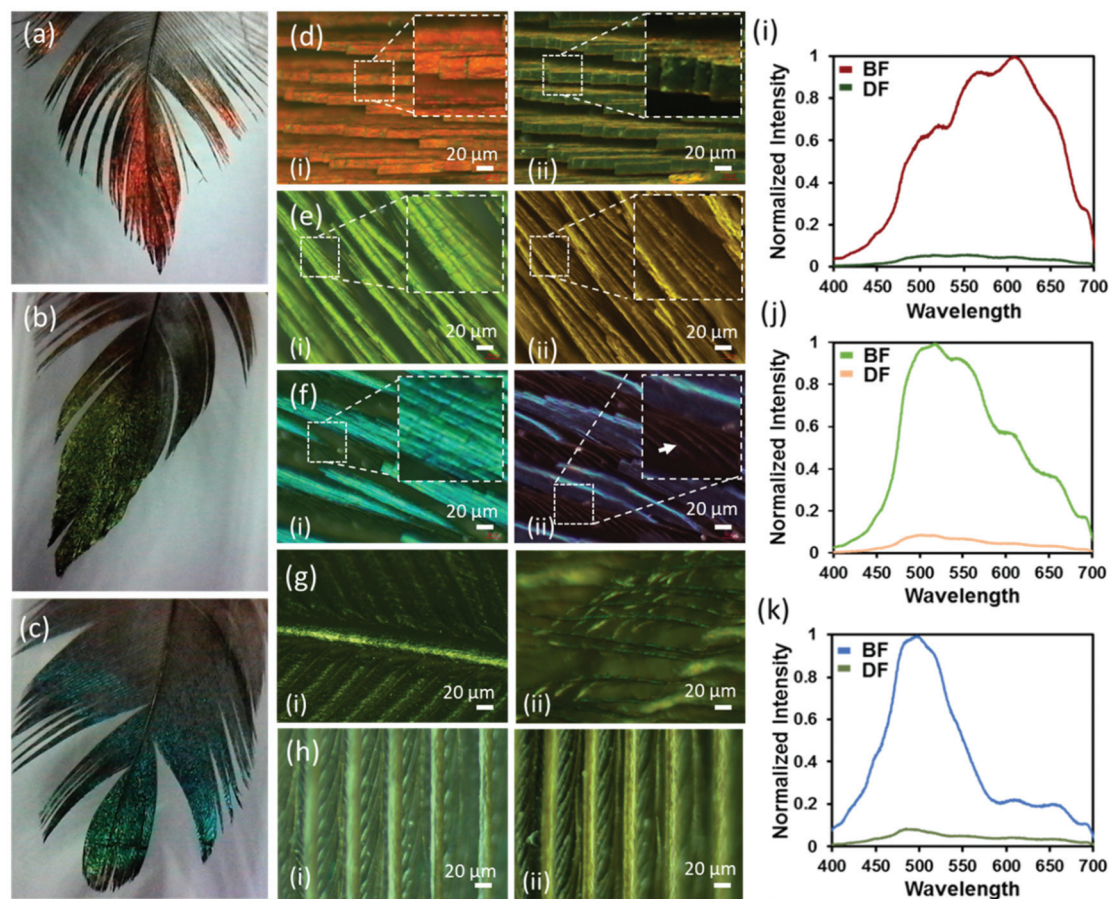 (a)
(b)
(c)
(d)
(i)
20 µm
(ii)
20 µm
(e)
(i)
20 µm
(ii)
20 µm
(f)
(i)
20 µm
(ii)
20 µm
(g)
(i)
20 µm
(ii)
20 µm
(h)
(i)
20 µm
(ii)
20 µm
(i)
BF
DF
Normalized Intensity
1
0.8
0.6
0.4
0.2
0
400 450 500 550 600 650 700
Wavelength
(j)
BF
DF
Normalized Intensity
1
0.8
0.6
0.4
0.2
0
400 450 500 550 600 650 700
Wavelength
(k)
BF
DF
Normalized Intensity
1
0.8
0.6
0.4
0.2
0
400 450 500 550 600 650 700
Wavelength